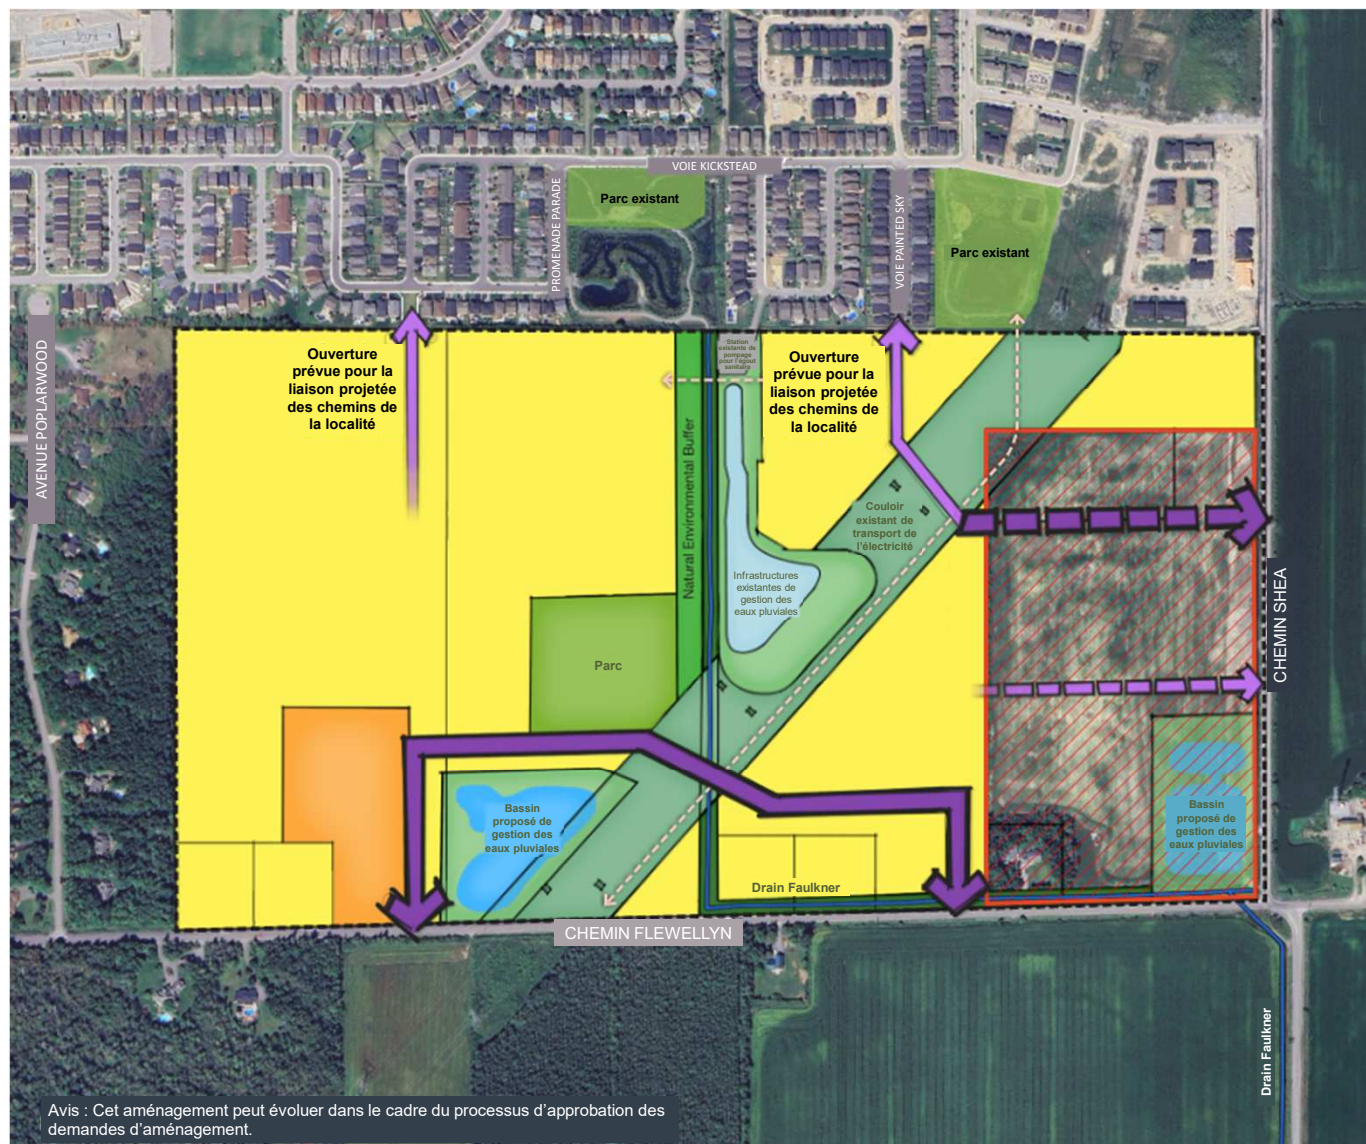 VOIE KICKSTEAD
Parc existant
PROMENADE PARADE
VOIE PAINTED SKY
Parc existant
AVENUE POPLARWOOD
Ouverture
prévue pour la
liaison projetée
des chemins de
la localité
Station
existante de
pompage
pour l'égout
sanitaire
Ouverture
prévue pour la
liaison projetée
des chemins de
la localité
Natural Environmental Buffer
Couloir
existant de
transport de
l'électricité
Infrastructures
existantes de
gestion des
eaux pluviales
CHEMIN SHEA
Parc
Bassin
proposé de
gestion des
eaux pluviales
Bassin
proposé de
gestion des
eaux pluviales
Drain Faulkner
CHEMIN FLEWELLYN
Drain Faulkner
Avis : Cet aménagement peut évoluer dans le cadre du processus d'approbation des
demandes d'aménagement.